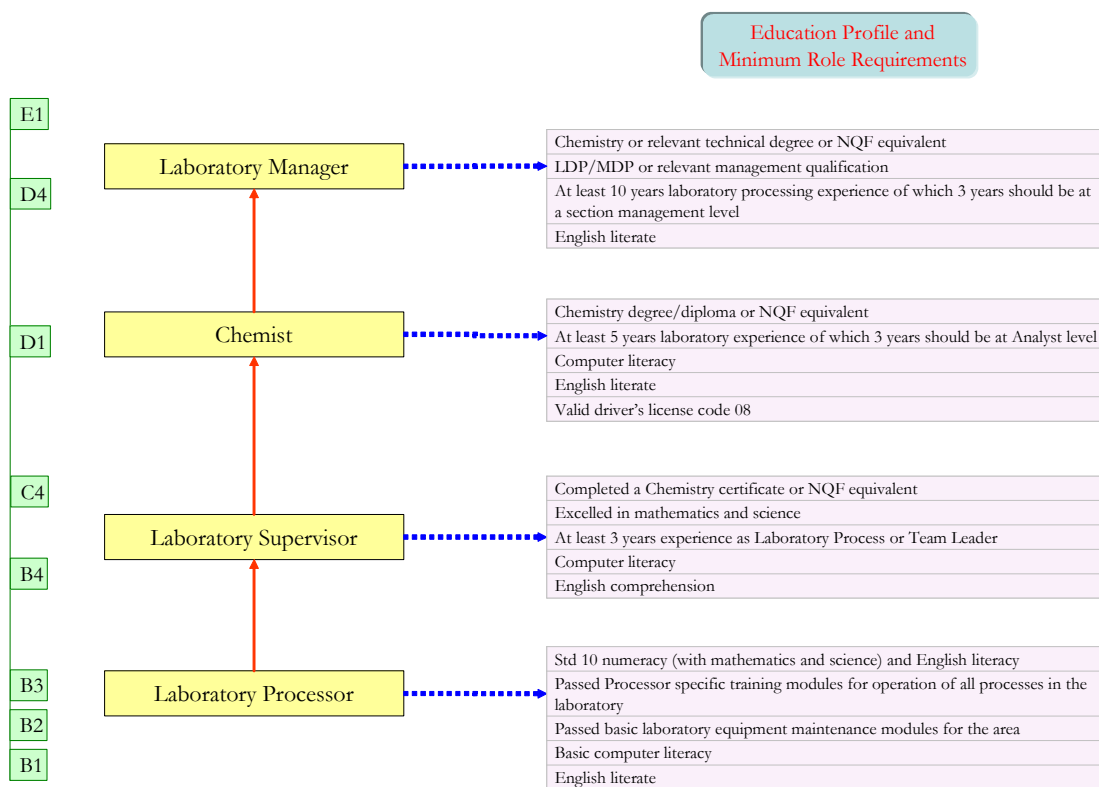 Education Profile and
Minimum Role Requirements
E1
Laboratory Manager
Chemistry or relevant technical degree or NQF equivalent
LDP/MDP or relevant management qualification
At least 10 years laboratory processing experience of which 3 years should be at
a section management level
English literate
D4
Chemist
Chemistry degree/diploma or NQF equivalent
At least 5 years laboratory experience of which 3 years should be at Analyst level
Computer literacy
English literate
Valid driver's license code 08
D1
C4
Laboratory Supervisor
Completed a Chemistry certificate or NQF equivalent
Excelled in mathematics and science
At least 3 years experience as Laboratory Process or Team Leader
Computer literacy
English comprehension
B4
Laboratory Processor
Std 10 numeracy (with mathematics and science) and English literacy
Passed Processor specific training modules for operation of all processes in the
laboratory
Passed basic laboratory equipment maintenance modules for the area
Basic computer literacy
English literate
B3
B2
B1